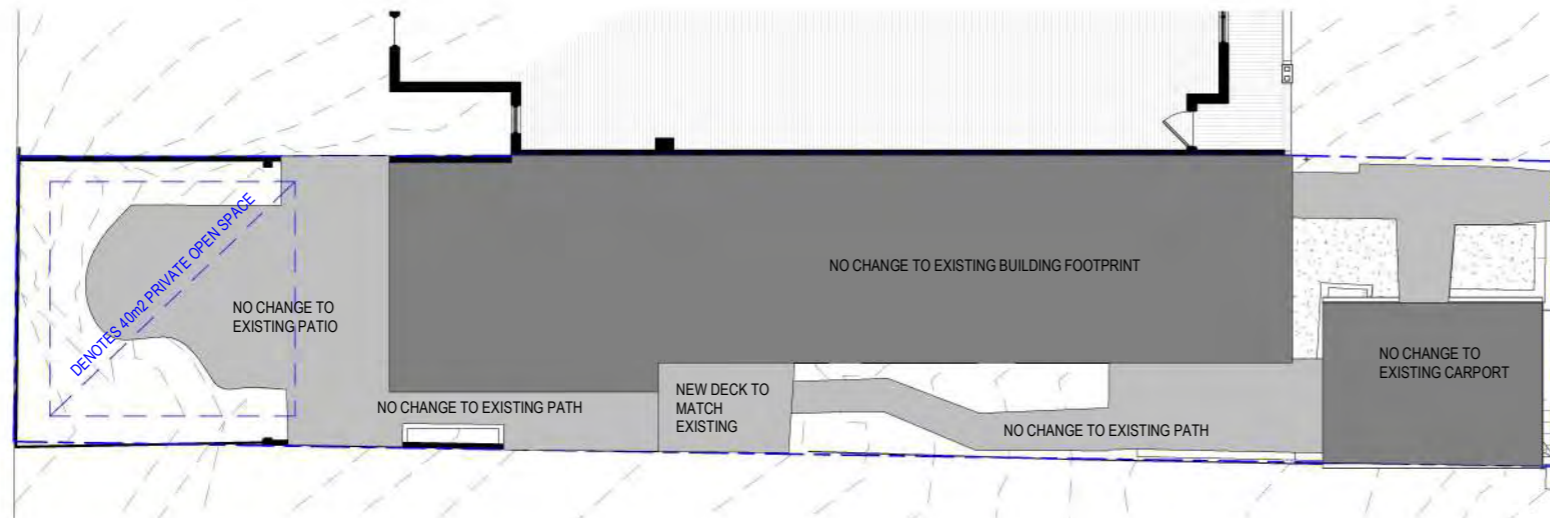 DENOTES 40m2 PRIVATE OPEN SPACE
NO CHANGE TO
EXISTING PATIO
NO CHANGE TO EXISTING PATH
NO CHANGE TO EXISTING BUILDING FOOTPRINT
NEW DECK TO
MATCH
EXISTING
NO CHANGE TO EXISTING PATH
NO CHANGE TO
EXISTING CARPORT